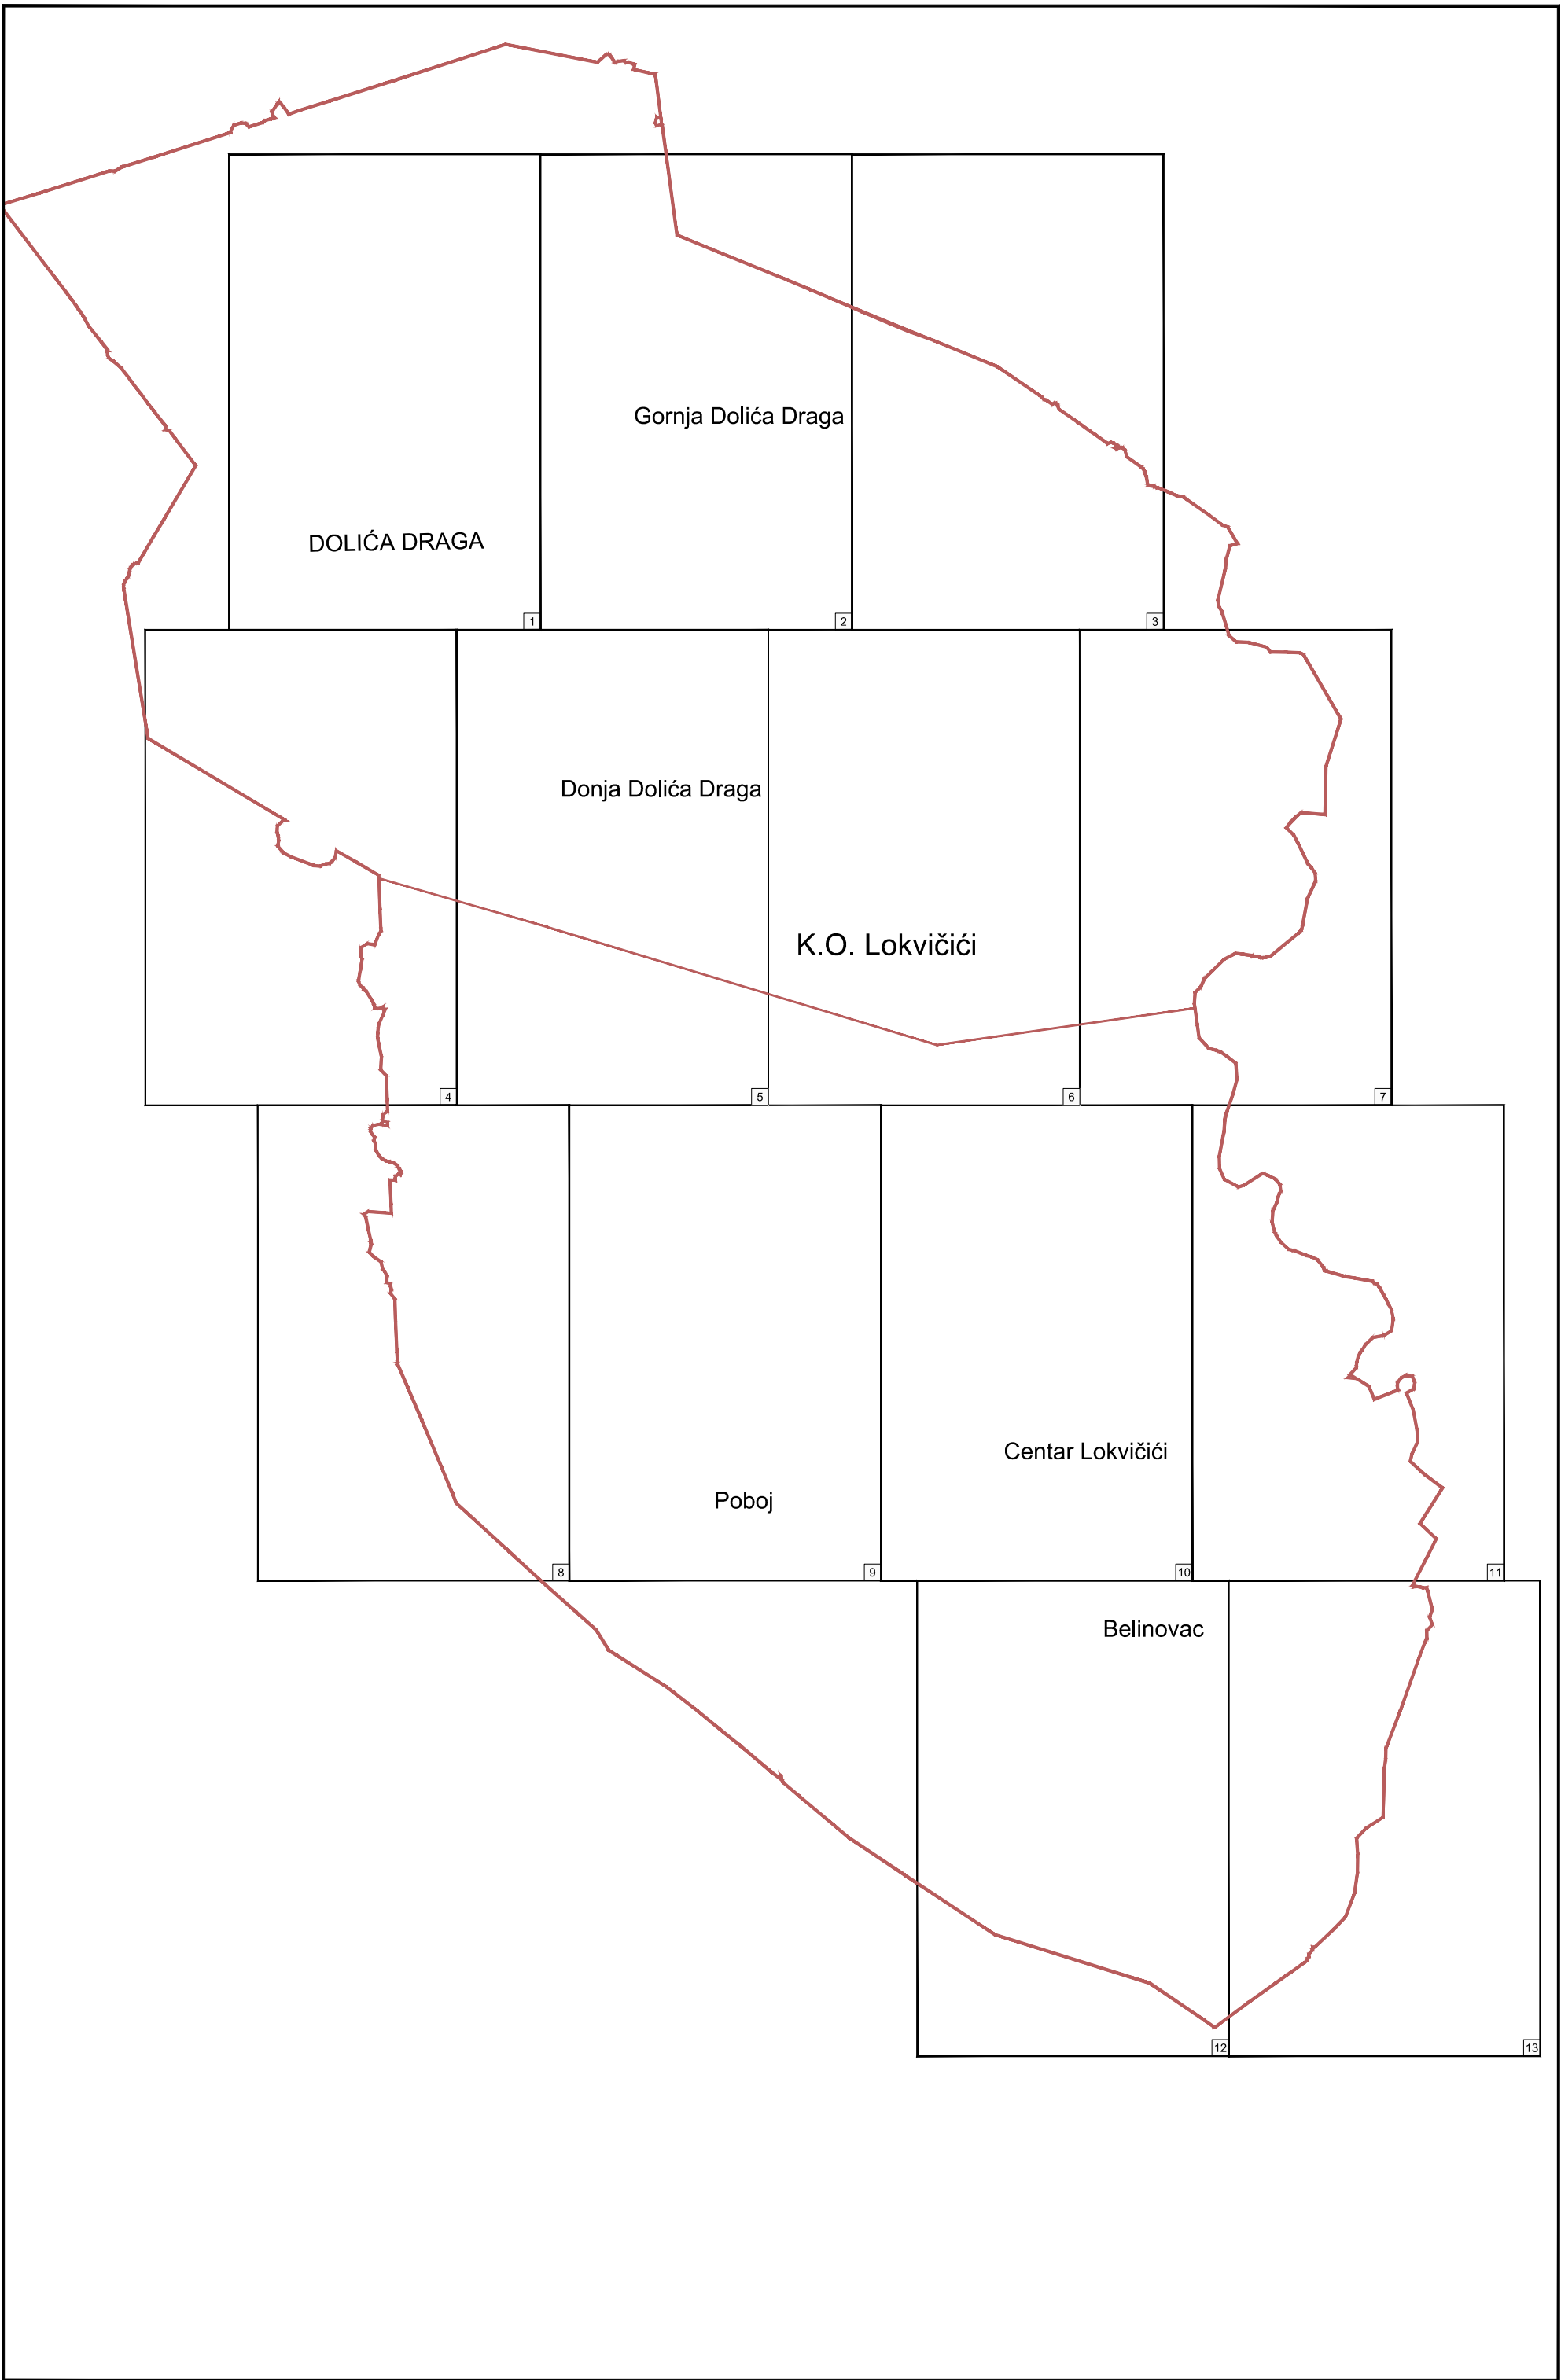 Gornja Dolića Draga
DOLIĆA DRAGA
1
2
3
Donja Dolića Draga
K.O. Lokvičići
4
5
6
7
Centar Lokvičići
Poboj
8
9
10
11
Belinovac
12
13